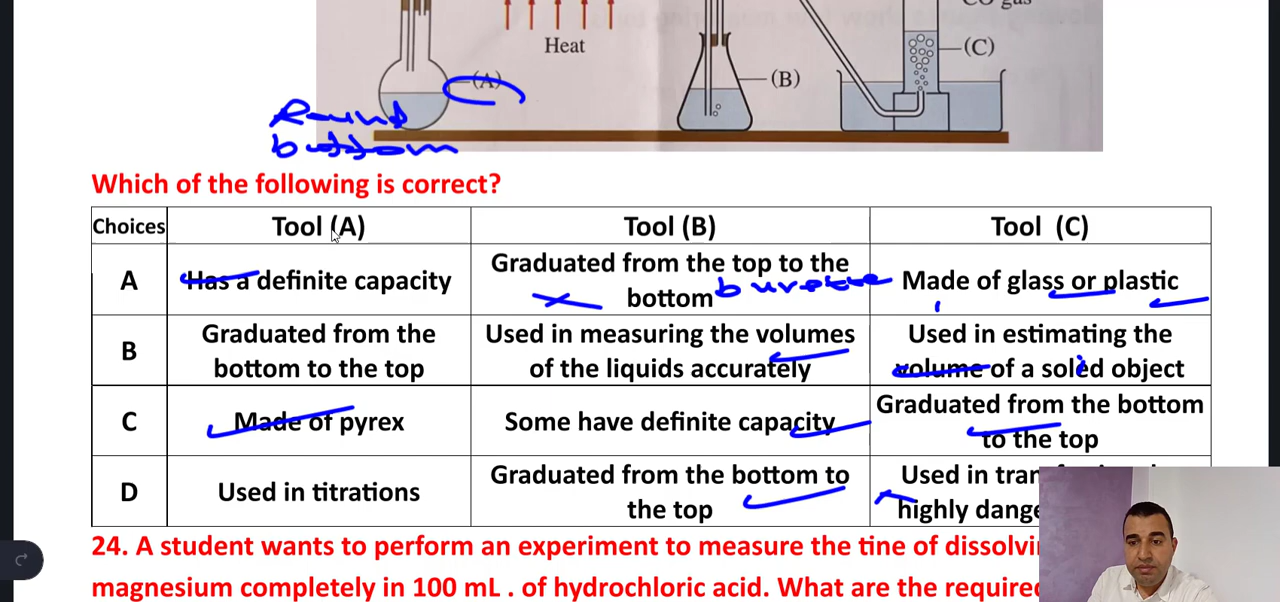 CO gas
Heat
(A)
(B)
(C)
Round
bottom
Which of the following is correct?
Choices
Tool (A)
Tool (B)
Tool (C)
A
Has a definite capacity
Graduated from the top to the
bottom
burette
Made of glass or plastic
B
Graduated from the
bottom to the top
Used in measuring the volumes
of the liquids accurately
Used in estimating the
volume of a solid object
C
Made of pyrex
Some have definite capacity
Graduated from the bottom
to the top
D
Used in titrations
Graduated from the bottom to
the top
Used in
highly
24. A student wants to perform an experiment to measure the tine of
magnesium completely in 100 mL . of hydrochloric acid. What are the